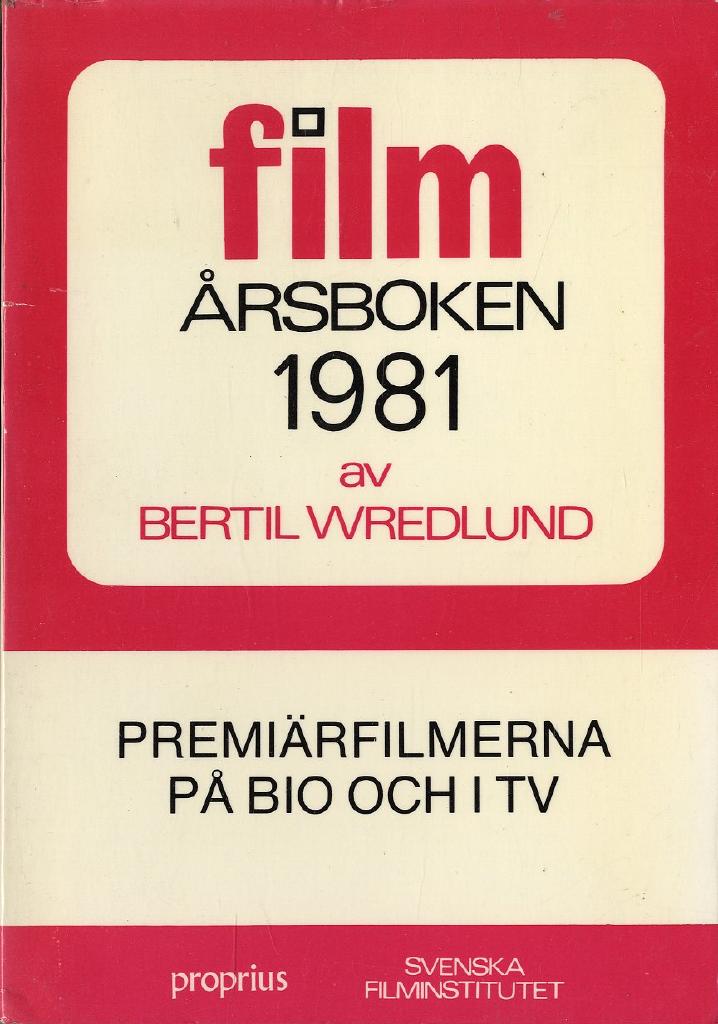 film
ÅRSBOKEN
1981
av
BERTIL WREDLUND
PREMIÄRFILMERNA
PÅ BIO OCH I TV
proprius
SVENSKA
FILMINSTITUTET